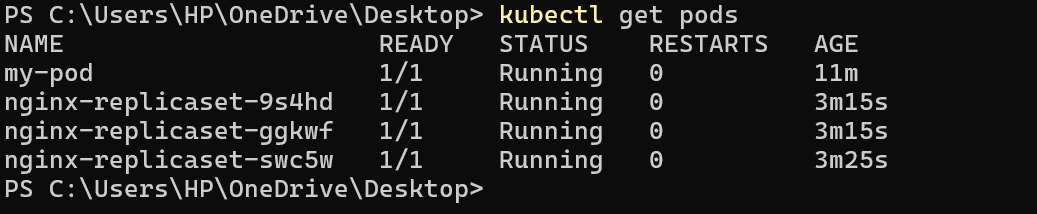 PS C:\Users\HP\OneDrive\Desktop> kubectl get pods
NAME                     READY   STATUS    RESTARTS   AGE
my-pod                   1/1     Running   0          11m
nginx-replicaset-9s4hd   1/1     Running   0          3m15s
nginx-replicaset-ggkwf   1/1     Running   0          3m15s
nginx-replicaset-swc5w   1/1     Running   0          3m25s
PS C:\Users\HP\OneDrive\Desktop>